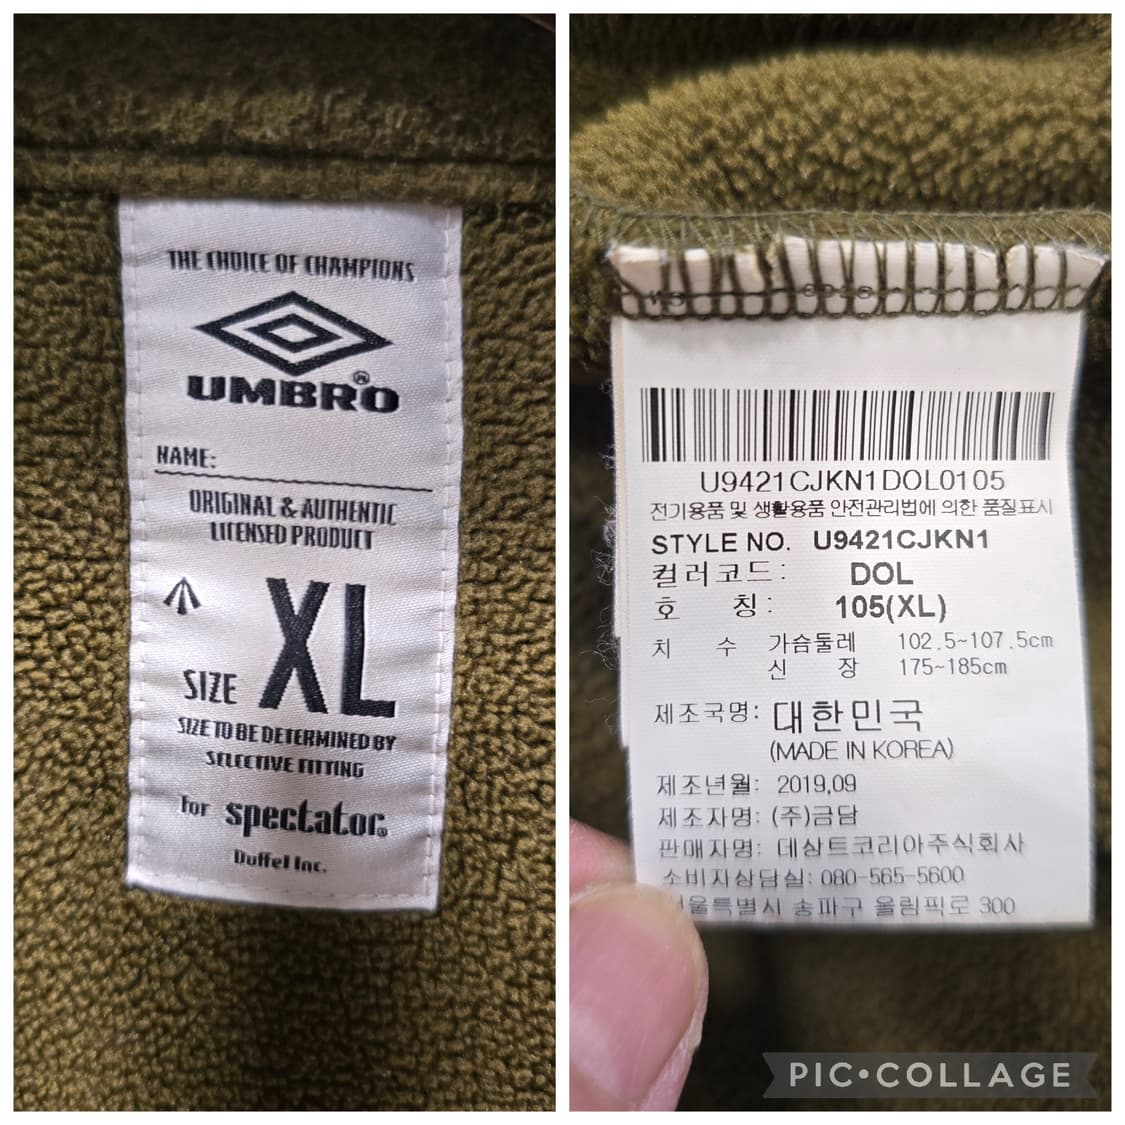 THE CHOICE OF CHAMPIONS
UMBRO®
NAME:
ORIGINAL & AUTHENTIC
LICENSED PRODUCT
SIZE XL
SIZE TO BE DETERMINED BY
SELECTIVE FITTING
for spectator®
Duffel Inc.
U9421CJKN1DOL0105
전기용품 및 생활용품 안전관리법에 의한 품질표시
STYLE NO. U9421CJKN1
컬러코드: DOL
호 칭: 105(XL)
치 수 가슴둘레 102.5~107.5cm
신 장 175~185cm
제조국명: 대한민국
(MADE IN KOREA)
제조년월: 2019,09
제조자명: (주)금담
판매자명: 데상트코리아주식회사
소비자상담실: 080-565-5600
서울특별시 송파구 올림픽로 300
PIC•COLLAGE